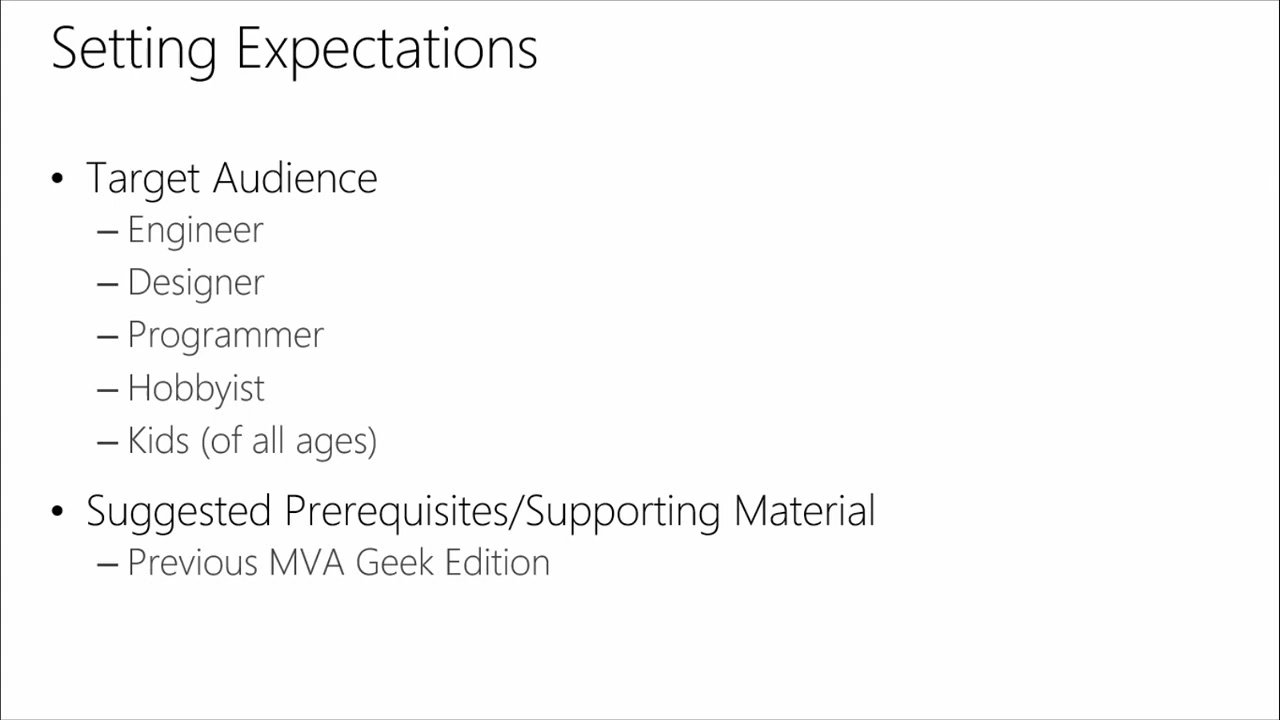 Setting Expectations
• Target Audience
– Engineer
– Designer
– Programmer
– Hobbyist
– Kids (of all ages)
• Suggested Prerequisites/Supporting Material
– Previous MVA Geek Edition